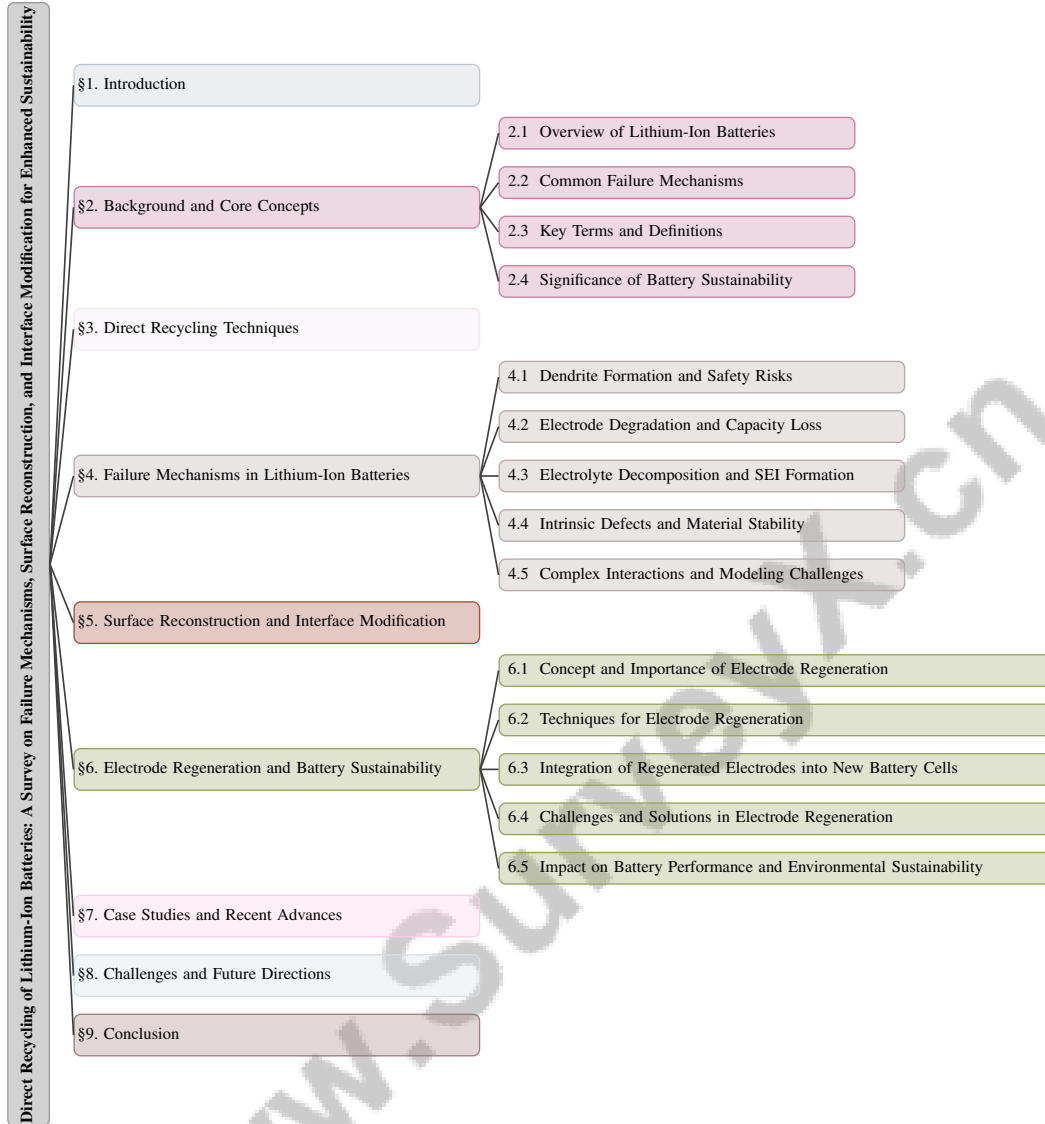 Direct Recycling of Lithium-Ion Batteries: A Survey on Failure Mechanisms, Surface Reconstruction, and Interface Modification for Enhanced Sustainability
§1. Introduction
§2. Background and Core Concepts
2.1 Overview of Lithium-Ion Batteries
2.2 Common Failure Mechanisms
2.3 Key Terms and Definitions
2.4 Significance of Battery Sustainability
§3. Direct Recycling Techniques
§4. Failure Mechanisms in Lithium-Ion Batteries
4.1 Dendrite Formation and Safety Risks
4.2 Electrode Degradation and Capacity Loss
4.3 Electrolyte Decomposition and SEI Formation
4.4 Intrinsic Defects and Material Stability
4.5 Complex Interactions and Modeling Challenges
§5. Surface Reconstruction and Interface Modification
§6. Electrode Regeneration and Battery Sustainability
6.1 Concept and Importance of Electrode Regeneration
6.2 Techniques for Electrode Regeneration
6.3 Integration of Regenerated Electrodes into New Battery Cells
6.4 Challenges and Solutions in Electrode Regeneration
6.5 Impact on Battery Performance and Environmental Sustainability
§7. Case Studies and Recent Advances
§8. Challenges and Future Directions
§9. Conclusion
www.SurveyX.cn